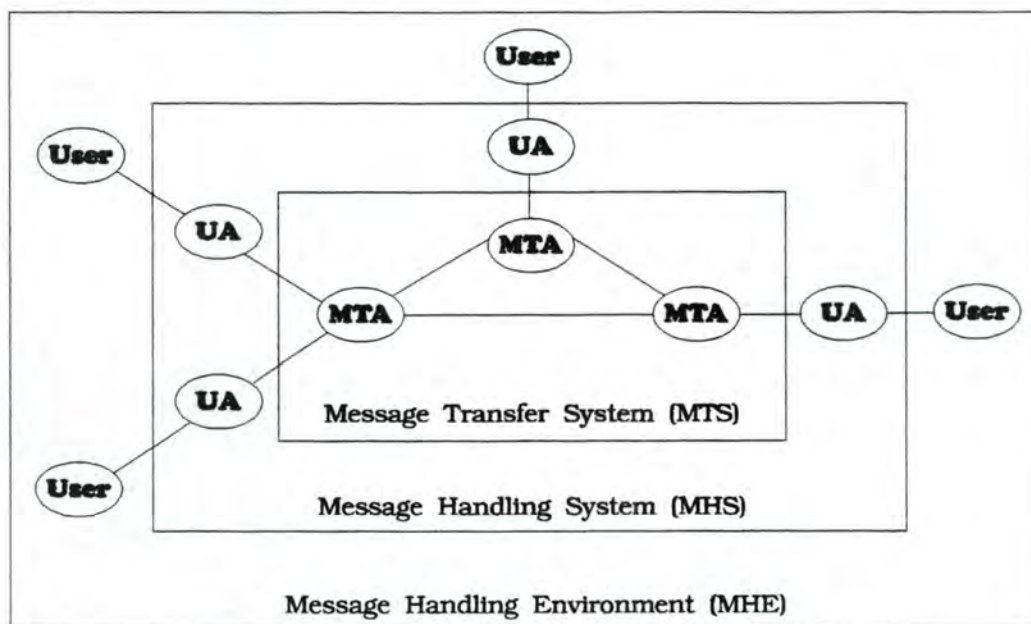 User
User
UA
UA
MTA
MTA
MTA
UA
User
UA
Message Transfer System (MTS)
User
Message Handling System (MHS)
Message Handling Environment (MHE)